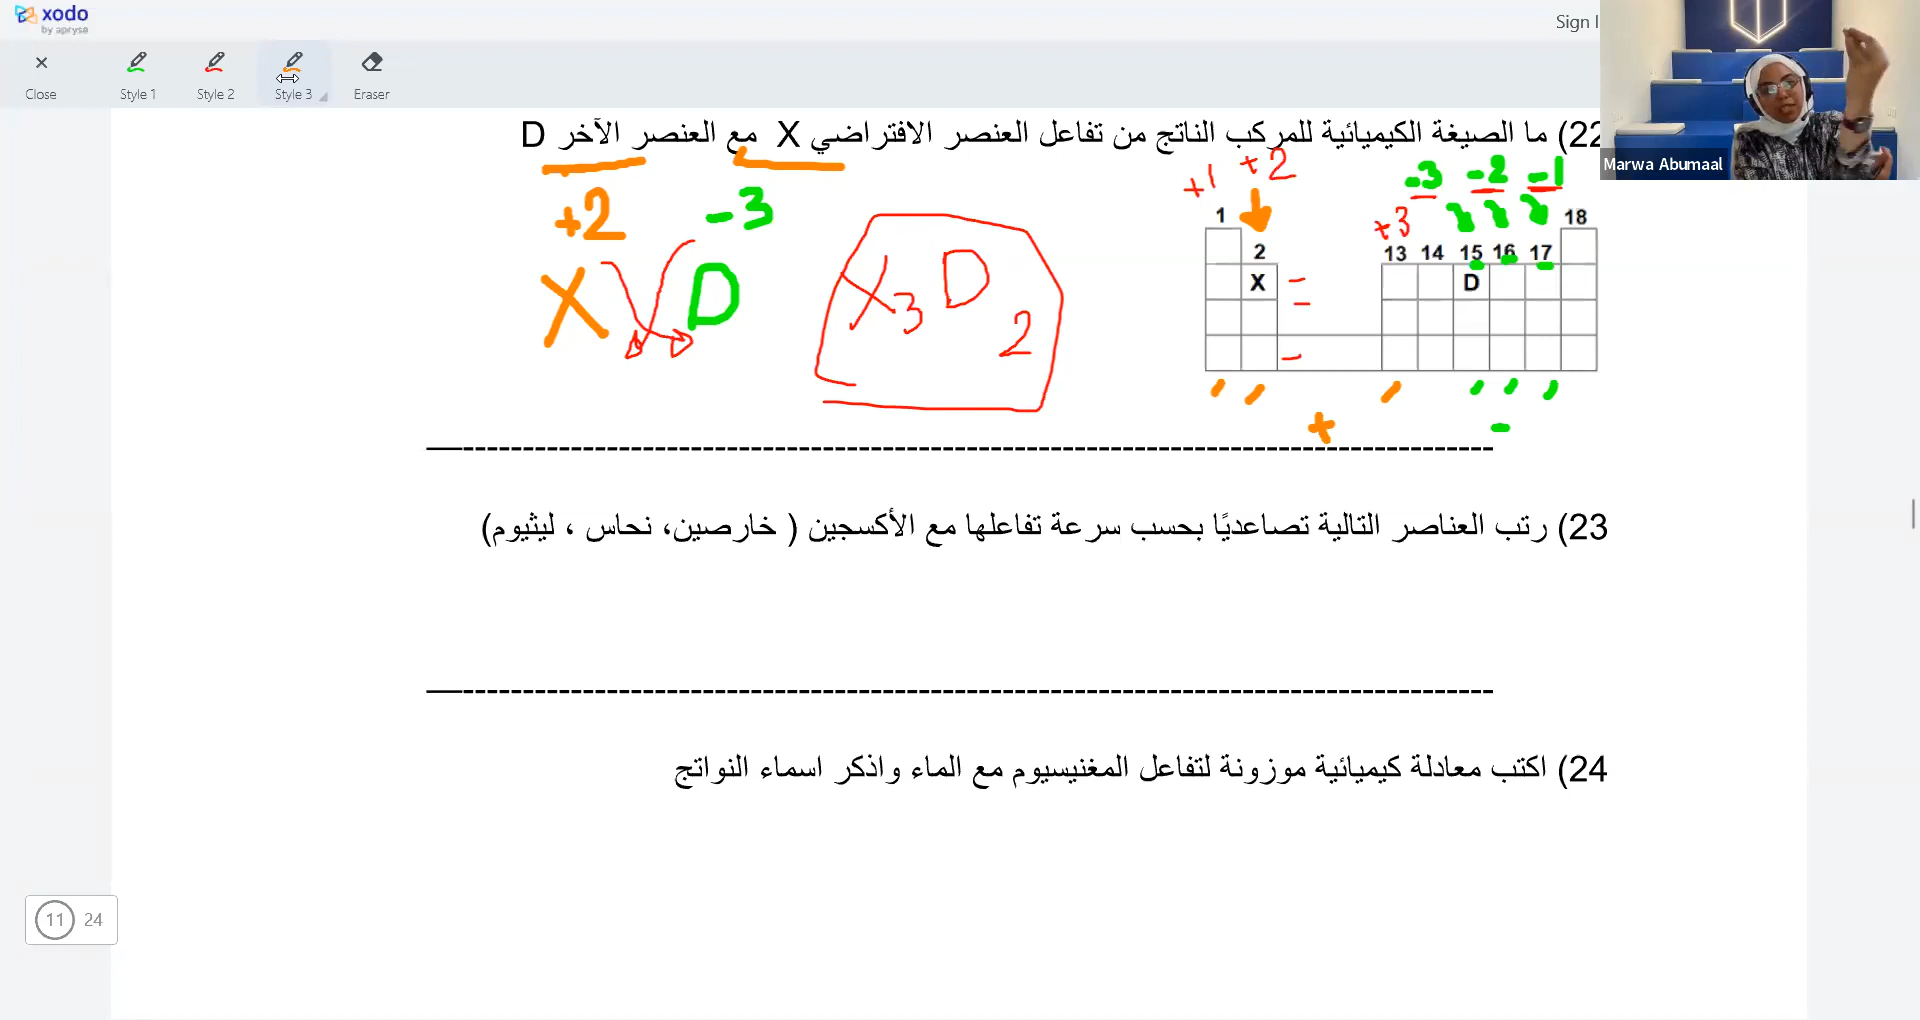 xodo
by apryse
Sign I
Close
Style 1
Style 2
Style 3
Eraser
Marwa Abumaal
22) ما الصيغة الكيميائية للمركب الناتج من تفاعل العنصر الافتراضي X مع العنصر الآخر D
+1 +2 -3 -2 -1
+2 -3
+3
1 18
2 13 14 15 16 17
X D
X D
X3 D2
+ -
23) رتب العناصر التالية تصاعديًا بحسب سرعة تفاعلها مع الأكسجين ( خارصين، نحاس ، ليثيوم)
24) اكتب معادلة كيميائية موزونة لتفاعل المغنيسيوم مع الماء واذكر اسماء النواتج
11 24